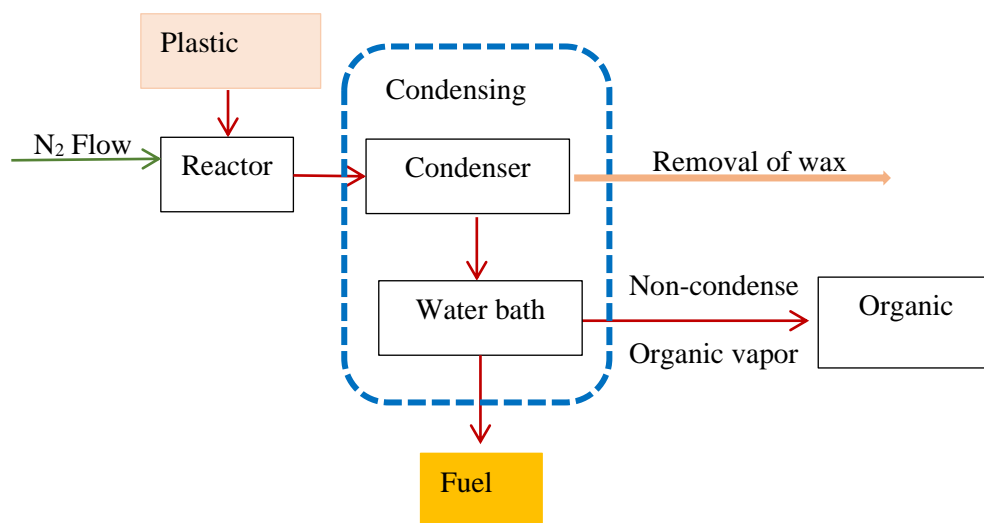 Plastic
Condensing
N₂ Flow
Reactor
Condenser
Removal of wax
Water bath
Non-condense
Organic vapor
Organic
Fuel